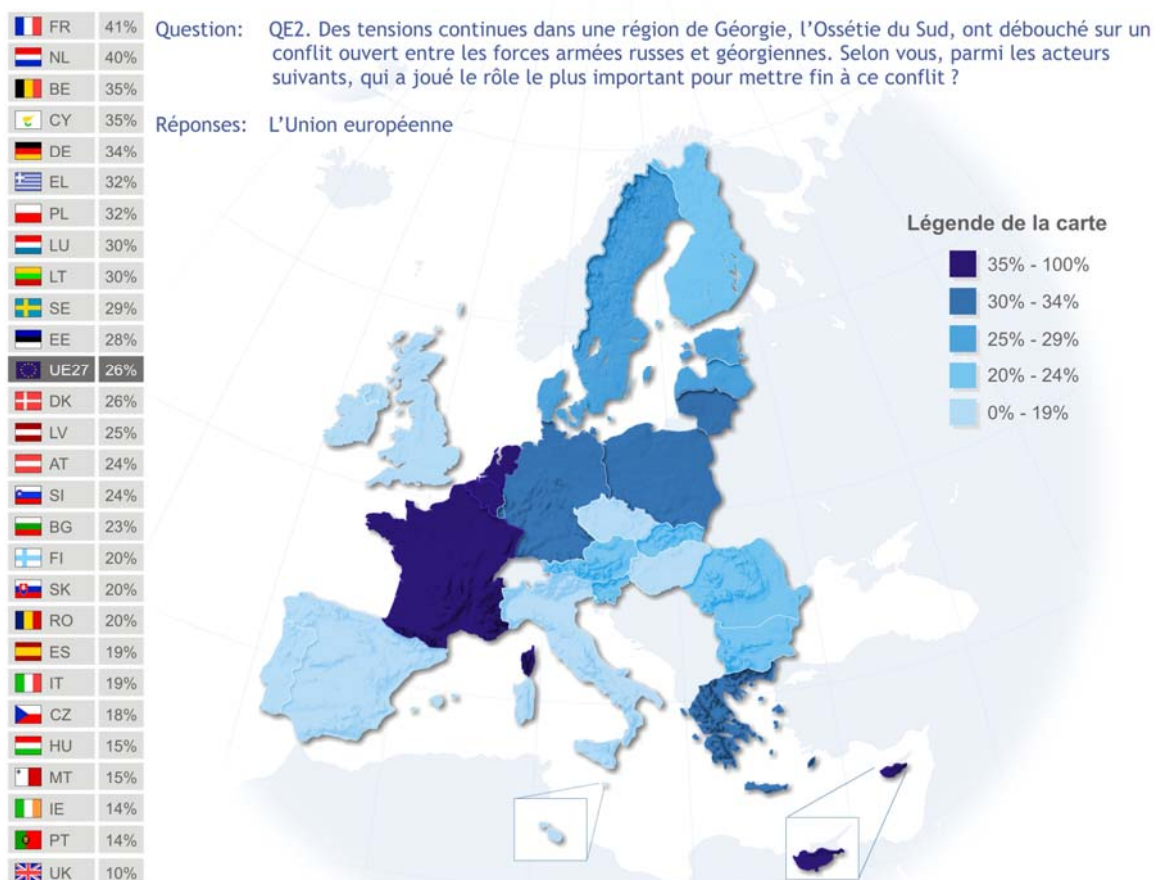 FR 41%
NL 40%
BE 35%
CY 35%
DE 34%
EL 32%
PL 32%
LU 30%
LT 30%
SE 29%
EE 28%
UE27 26%
DK 26%
LV 25%
AT 24%
SI 24%
BG 23%
FI 20%
SK 20%
RO 20%
ES 19%
IT 19%
CZ 18%
HU 15%
MT 15%
IE 14%
PT 14%
UK 10%
Question: QE2. Des tensions continues dans une région de Géorgie, l'Ossétie du Sud, ont débouché sur un
conflit ouvert entre les forces armées russes et géorgiennes. Selon vous, parmi les acteurs
suivants, qui a joué le rôle le plus important pour mettre fin à ce conflit ?
Réponses: L'Union européenne
Légende de la carte
35% - 100%
30% - 34%
25% - 29%
20% - 24%
0% - 19%